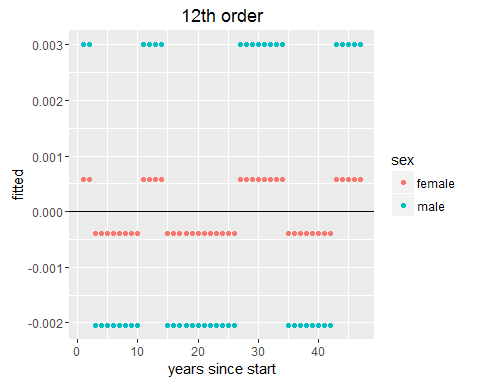 12th order
0.003
0.002
0.001
0.000
-0.001
-0.002
fitted
0
10
20
30
40
years since start
sex
female
male